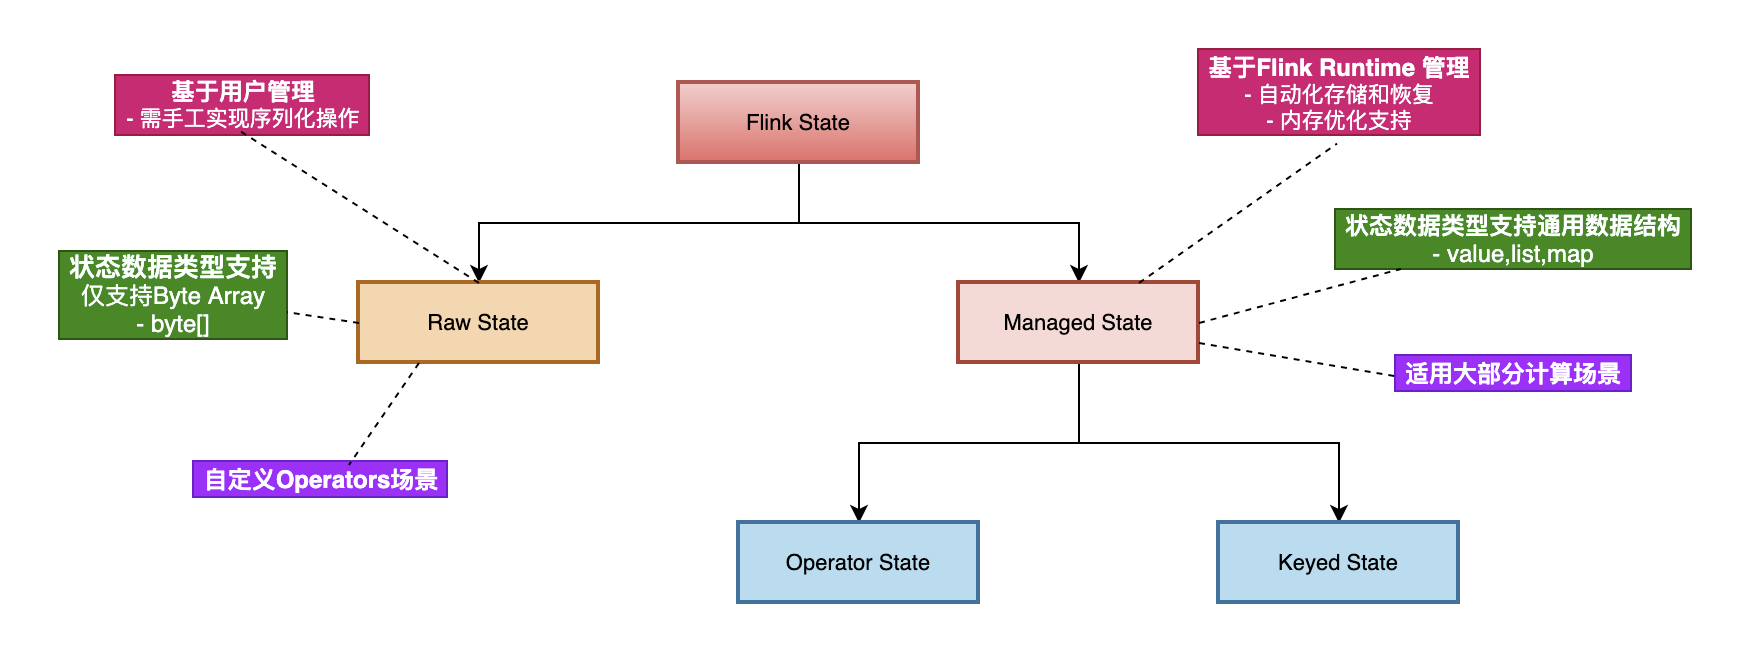 基于Flink Runtime 管理
- 自动化存储和恢复
- 内存优化支持
基于用户管理
- 需手工实现序列化操作
Flink State
状态数据类型支持通用数据结构
- value,list,map
状态数据类型支持
仅支持Byte Array
- byte[]
Raw State
Managed State
适用大部分计算场景
自定义Operators场景
Operator State
Keyed State